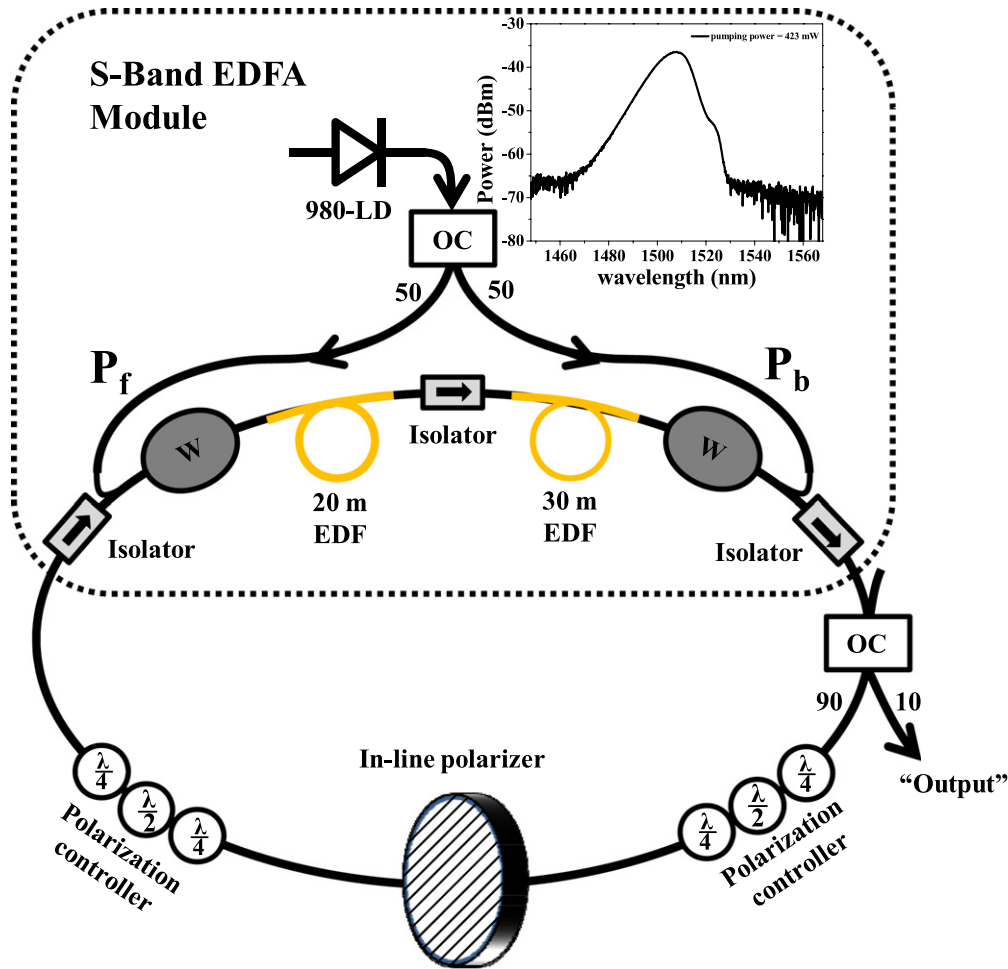 S-Band EDFA
Module
980-LD
OC
50
50
-30
-40
-50
-60
-70
-80
Power (dBm)
pumping power = 423 mW
1460
1480
1500
1520
1540
1560
wavelength (nm)
Pf
Pb
W
W
Isolator
Isolator
Isolator
20 m
EDF
30 m
EDF
OC
90
10
“Output”
In-line polarizer
λ/4
λ/2
λ/4
Polarization
controller
λ/4
λ/2
λ/4
Polarization
controller